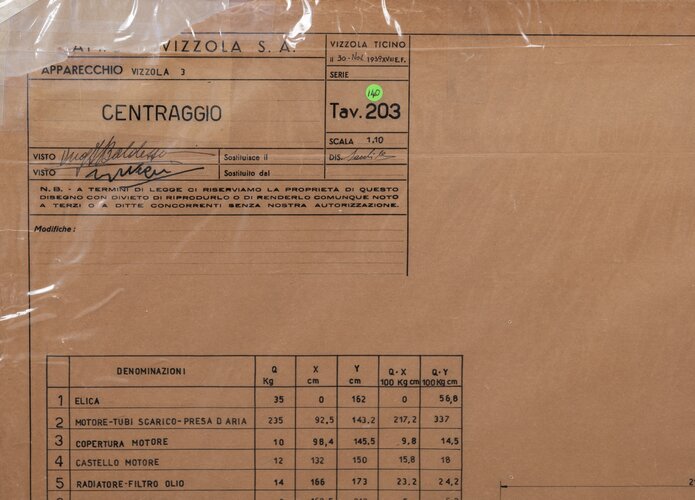 VIZZOLA S. A.
VIZZOLA TICINO
il 30-Nov. 1939 XVIII E.F.
APPARECCHIO VIZZOLA 3
SERIE
140
CENTRAGGIO
Tav. 203
SCALA 1,10
VISTO
Sostituisce il
DIS.
VISTO
Sostituito dal
N.B. - A TERMINI DI LEGGE CI RISERVIAMO LA PROPRIETÀ DI QUESTO
DISEGNO CON DIVIETO DI RIPRODURLO O DI RENDERLO COMUNQUE NOTO
A TERZI O A DITTE CONCORRENTI SENZA NOSTRA AUTORIZZAZIONE.
Modifiche :
DENOMINAZIONI Q Kg X cm Y cm Q·X 100 Kg cm Q·Y 100 Kg cm
1 ELICA 35 0 162 0 56,8
2 MOTORE-TUBI SCARICO-PRESA D ARIA 235 92,5 143,2 217,2 337
3 COPERTURA MOTORE 10 98,4 145,5 9,8 14,5
4 CASTELLO MOTORE 12 132 150 15,8 18
5 RADIATORE-FILTRO OLIO 14 166 173 23,2 24,2